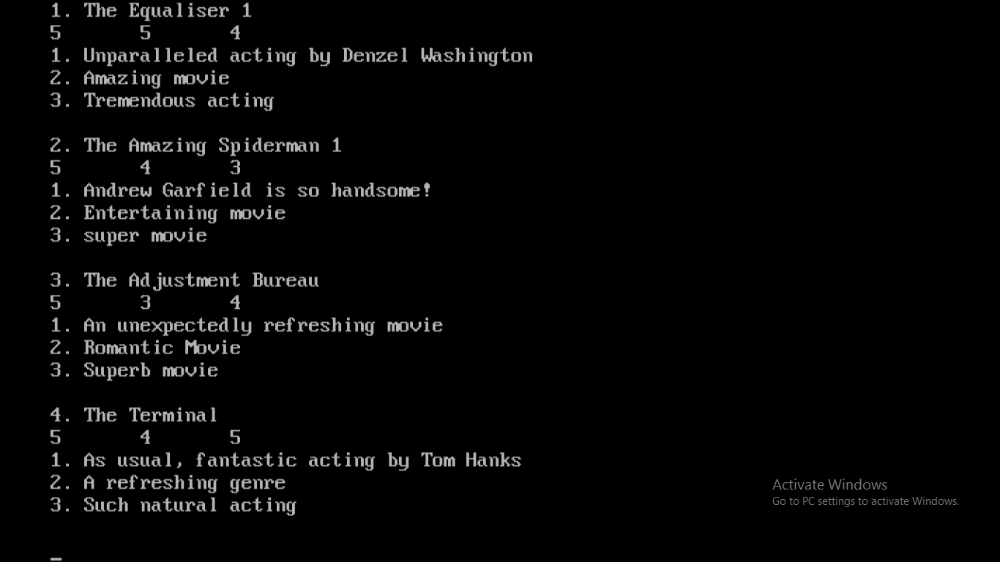 1. The Equaliser 1
5 5 4
1. Unparalleled acting by Denzel Washington
2. Amazing movie
3. Tremendous acting
2. The Amazing Spiderman 1
5 4 3
1. Andrew Garfield is so handsome!
2. Entertaining movie
3. super movie
3. The Adjustment Bureau
5 3 4
1. An unexpectedly refreshing movie
2. Romantic Movie
3. Superb movie
4. The Terminal
5 4 5
1. As usual, fantastic acting by Tom Hanks
2. A refreshing genre
3. Such natural acting
Activate Windows
Go to PC settings to activate Windows.